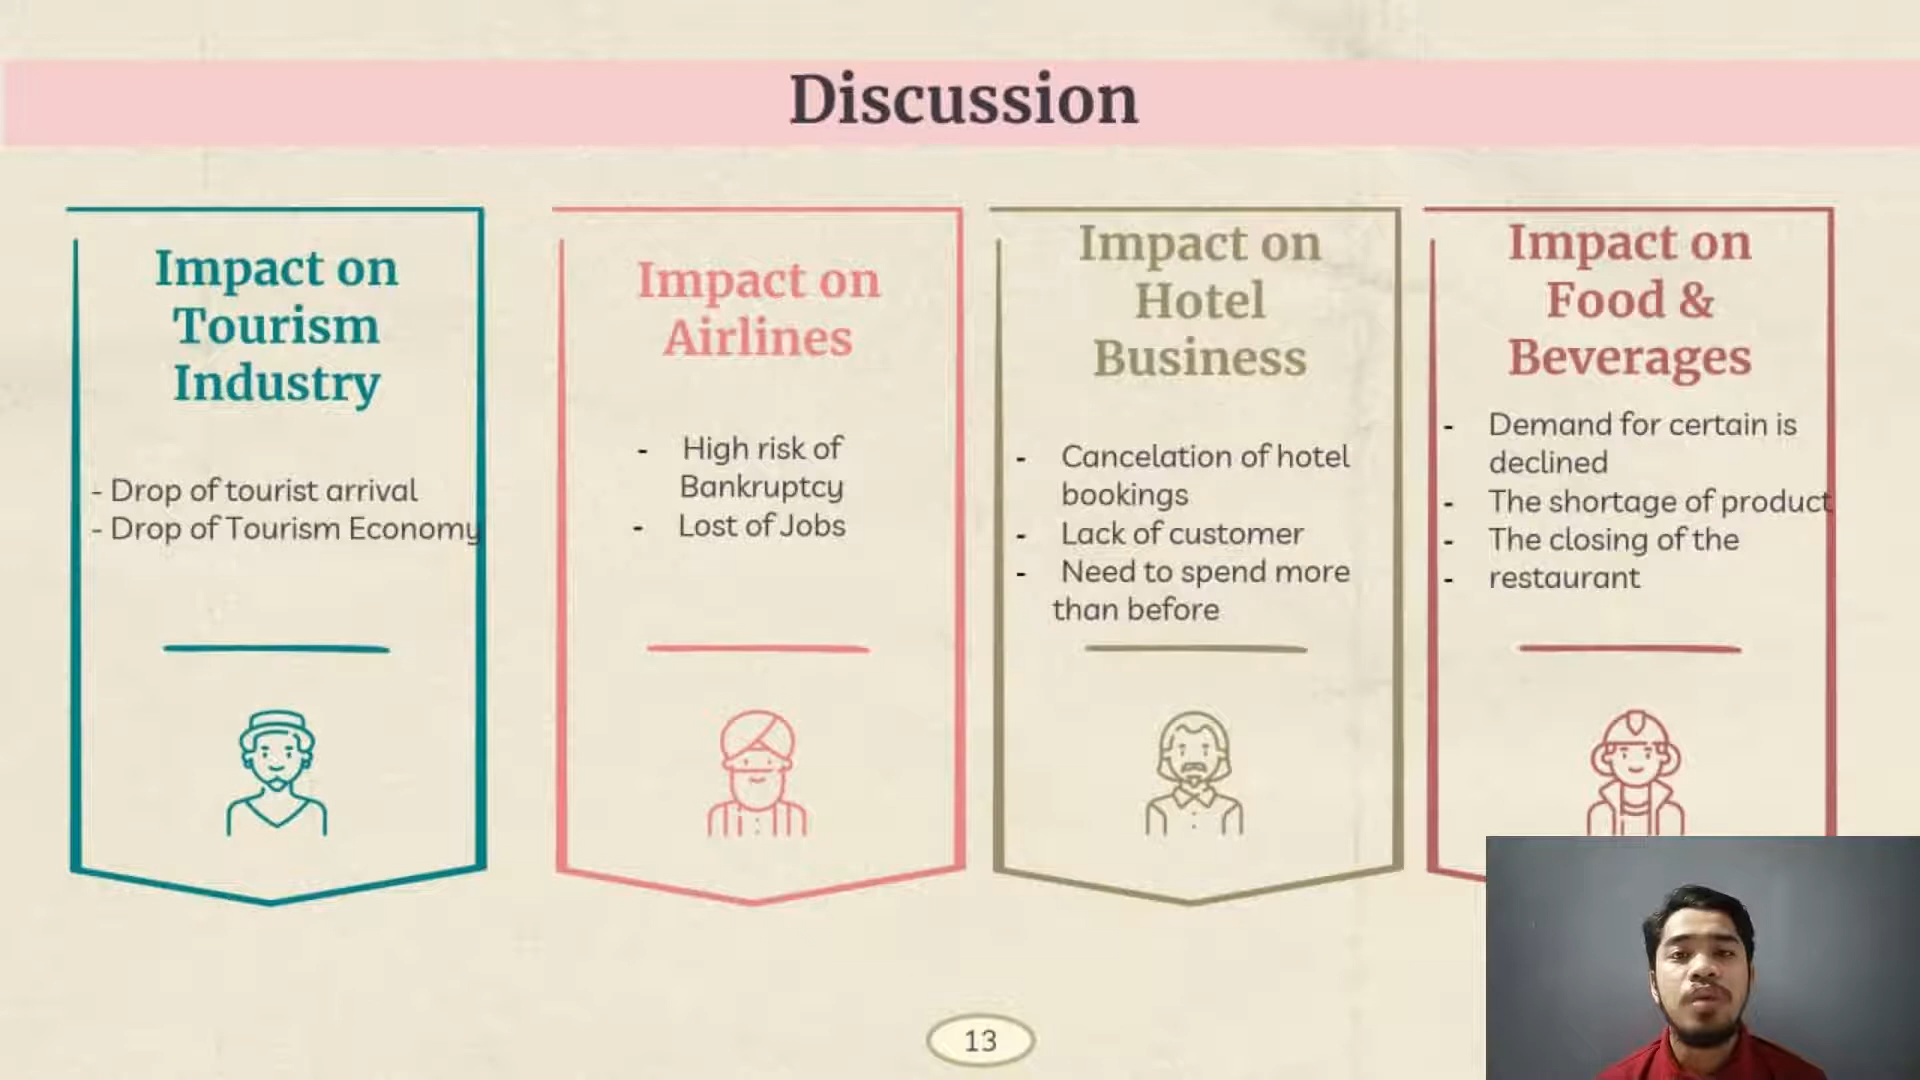 Discussion
Impact on
Tourism
Industry
- Drop of tourist arrival
- Drop of Tourism Economy
Impact on
Airlines
- High risk of
Bankruptcy
- Lost of Jobs
Impact on
Hotel
Business
- Cancelation of hotel
bookings
- Lack of customer
- Need to spend more
than before
Impact on
Food &
Beverages
- Demand for certain is
declined
- The shortage of product
- The closing of the
- restaurant
13